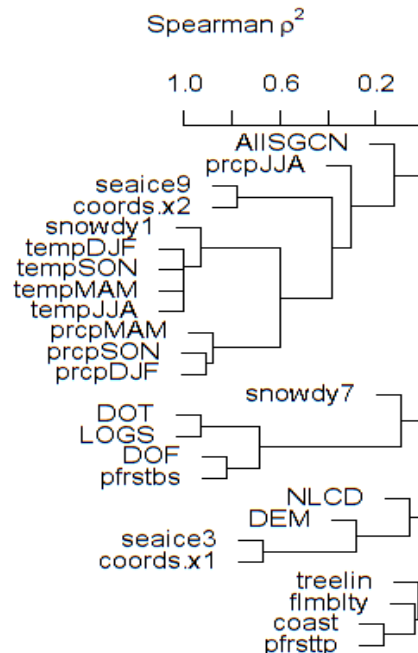 Spearman ρ²
1.0 0.6 0.2
AllSGCN
prcpJJA
seaice9
coords.x2
snowdy1
tempDJF
tempSON
tempMAM
tempJJA
prcpMAM
prcpSON
prcpDJF
snowdy7
DOT
LOGS
DOF
pfrstbs
NLCD
DEM
seaice3
coords.x1
treelin
flmblty
coast
pfrsttp